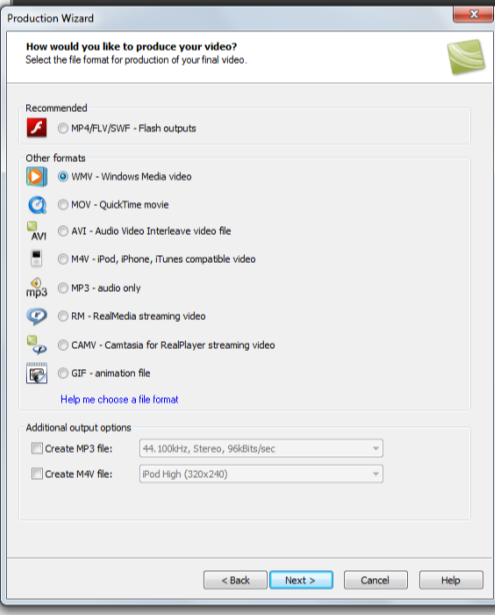 Production Wizard
How would you like to produce your video?
Select the file format for production of your final video.
Recommended
MP4/FLV/SWF - Flash outputs
Other formats
WMV - Windows Media video
MOV - QuickTime movie
AVI
AVI - Audio Video Interleave video file
M4V - iPod, iPhone, iTunes compatible video
mp3
MP3 - audio only
RM - RealMedia streaming video
CAMV - Camtasia for RealPlayer streaming video
GIF - animation file
Help me choose a file format
Additional output options
Create MP3 file: 44.100kHz, Stereo, 96kBits/sec
Create M4V file: iPod High (320x240)
< Back Next > Cancel Help